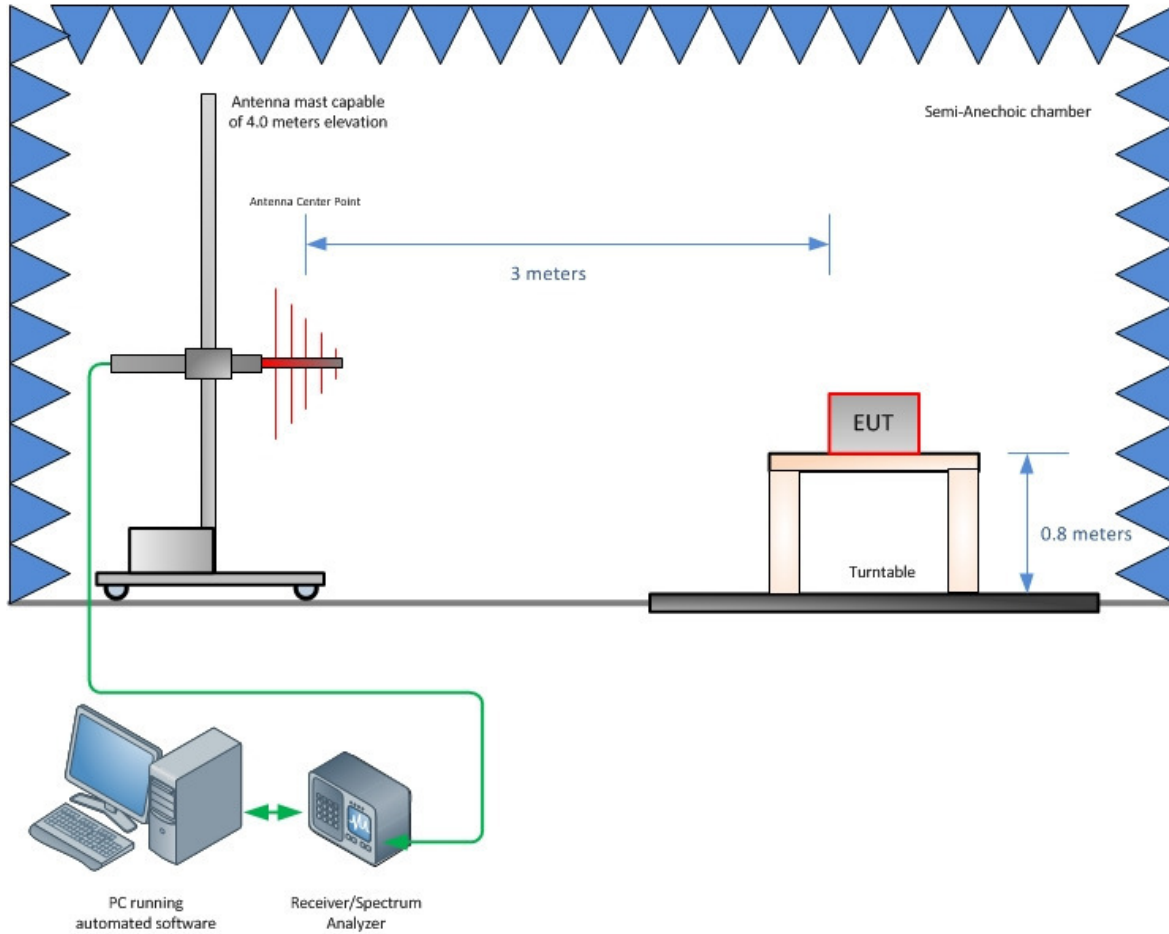 Antenna mast capable
of 4.0 meters elevation
Semi-Anechoic chamber
Antenna Center Point
3 meters
EUT
0.8 meters
Turntable
PC running
automated software
Receiver/Spectrum
Analyzer